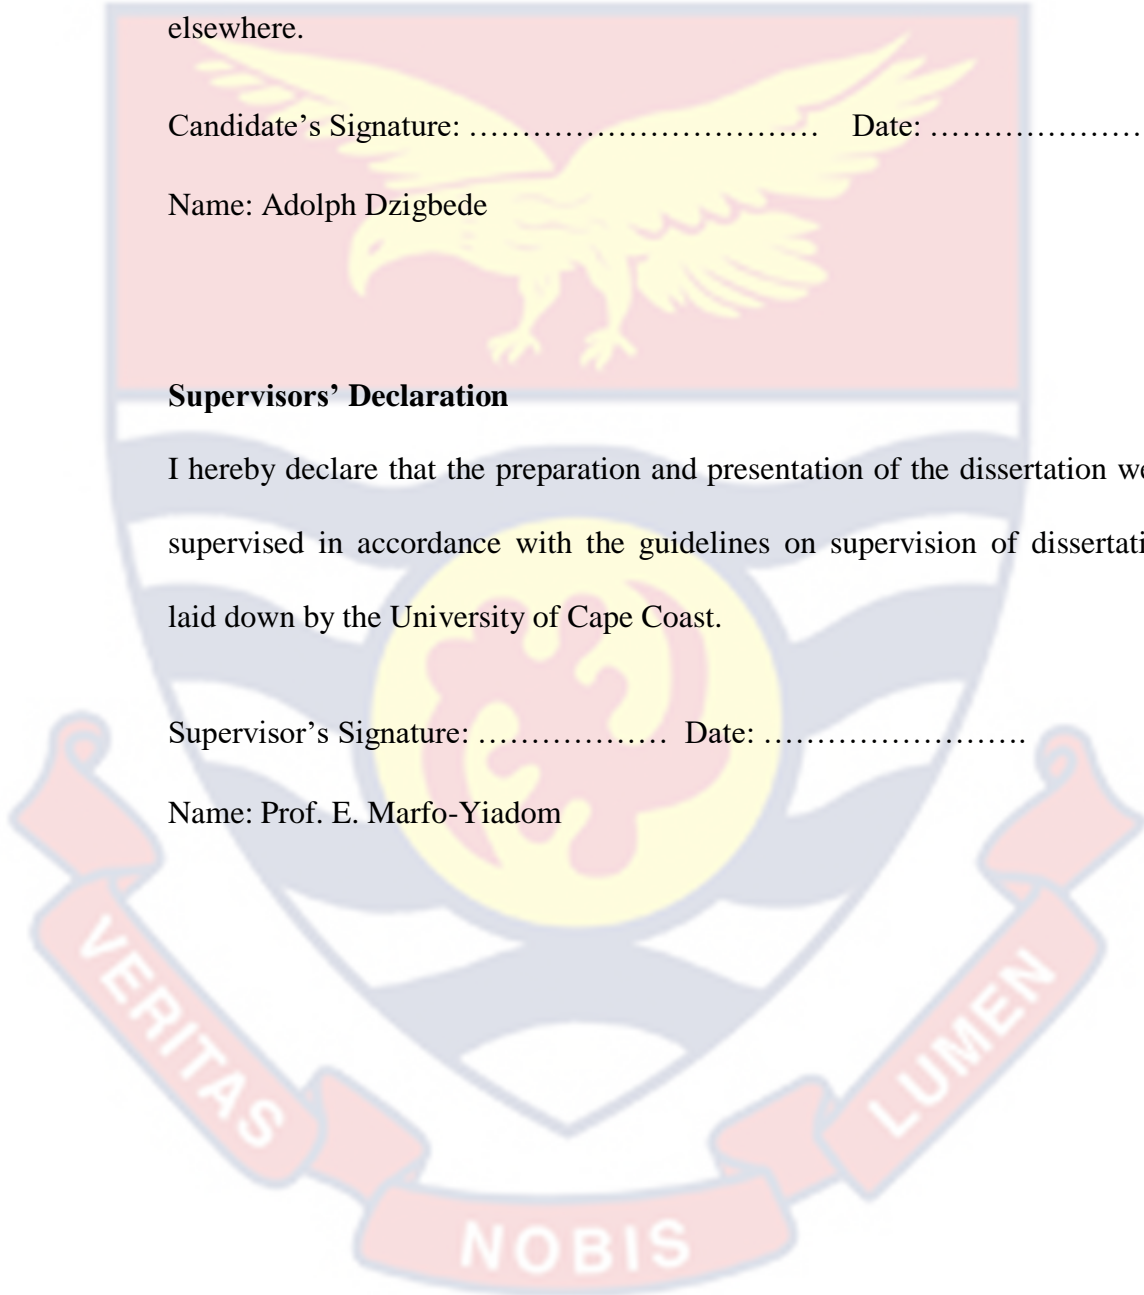 elsewhere.
Candidate’s Signature: …………………………… Date: …………………
Name: Adolph Dzigbede
Supervisors’ Declaration
I hereby declare that the preparation and presentation of the dissertation
supervised in accordance with the guidelines on supervision of
laid down by the University of Cape Coast.
Supervisor’s Signature: ……………… Date: …………………….
Name: Prof. E. Marfo-Yiadom
VERITAS
NOBIS
LUMEN